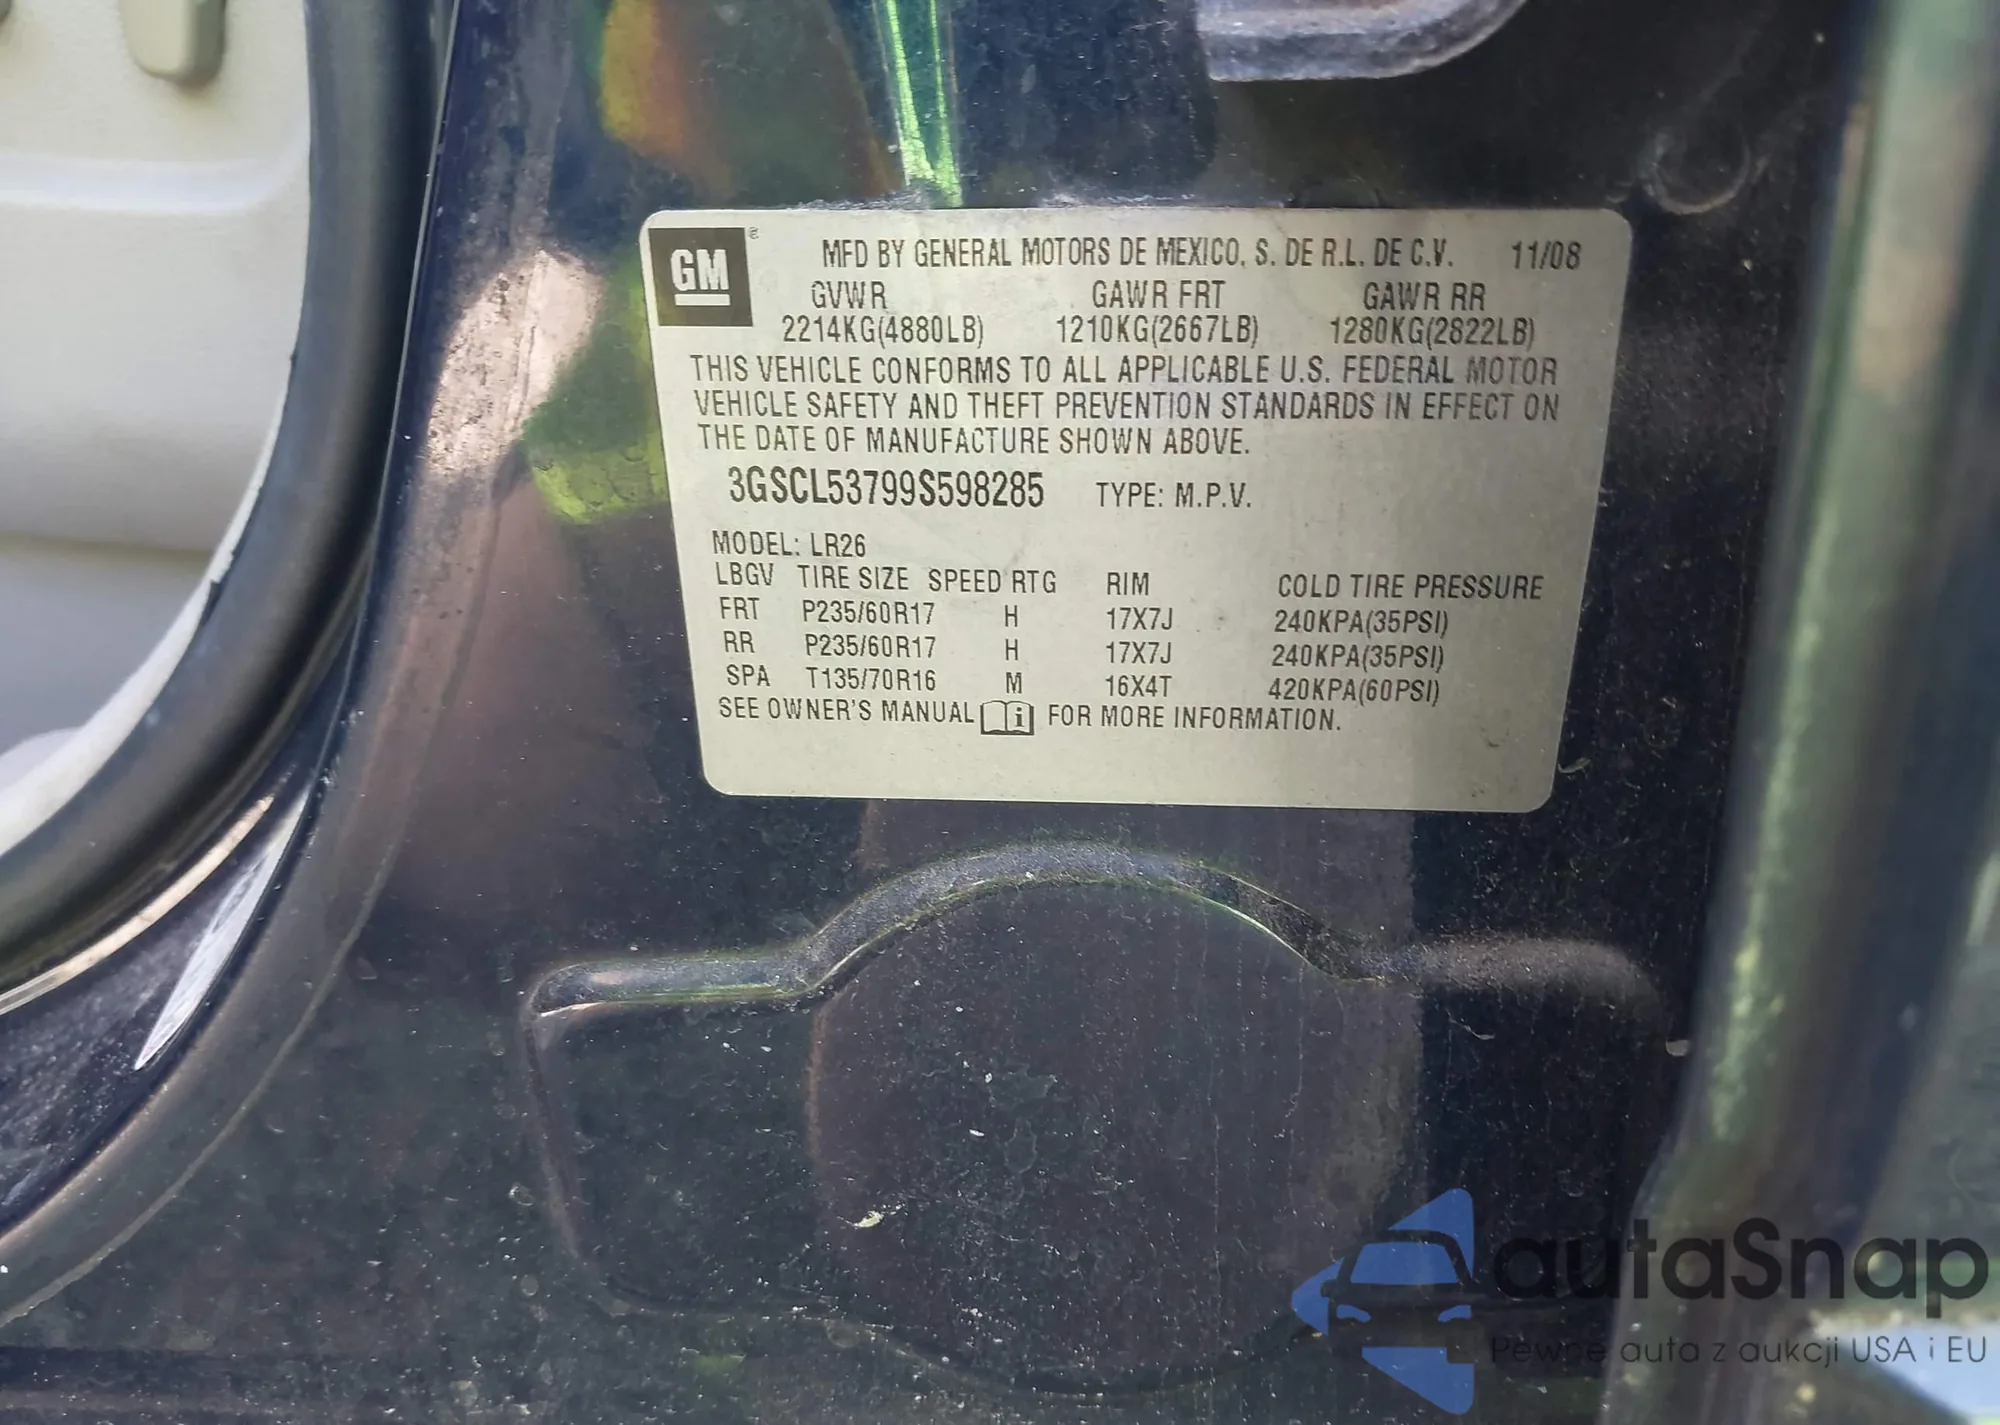 GM ® MFD BY GENERAL MOTORS DE MEXICO, S. DE R.L. DE C.V. 11/08
GVWR GAWR FRT GAWR RR
2214KG(4880LB) 1210KG(2667LB) 1280KG(2822LB)
THIS VEHICLE CONFORMS TO ALL APPLICABLE U.S. FEDERAL MOTOR
VEHICLE SAFETY AND THEFT PREVENTION STANDARDS IN EFFECT ON
THE DATE OF MANUFACTURE SHOWN ABOVE.
3GSCL53799S598285 TYPE: M.P.V.
MODEL: LR26
LBGV TIRE SIZE SPEED RTG RIM COLD TIRE PRESSURE
FRT P235/60R17 H 17X7J 240KPA(35PSI)
RR P235/60R17 H 17X7J 240KPA(35PSI)
SPA T135/70R16 M 16X4T 420KPA(60PSI)
SEE OWNER'S MANUAL FOR MORE INFORMATION.
autaSnap
Pewne auta z aukcji USA i EU